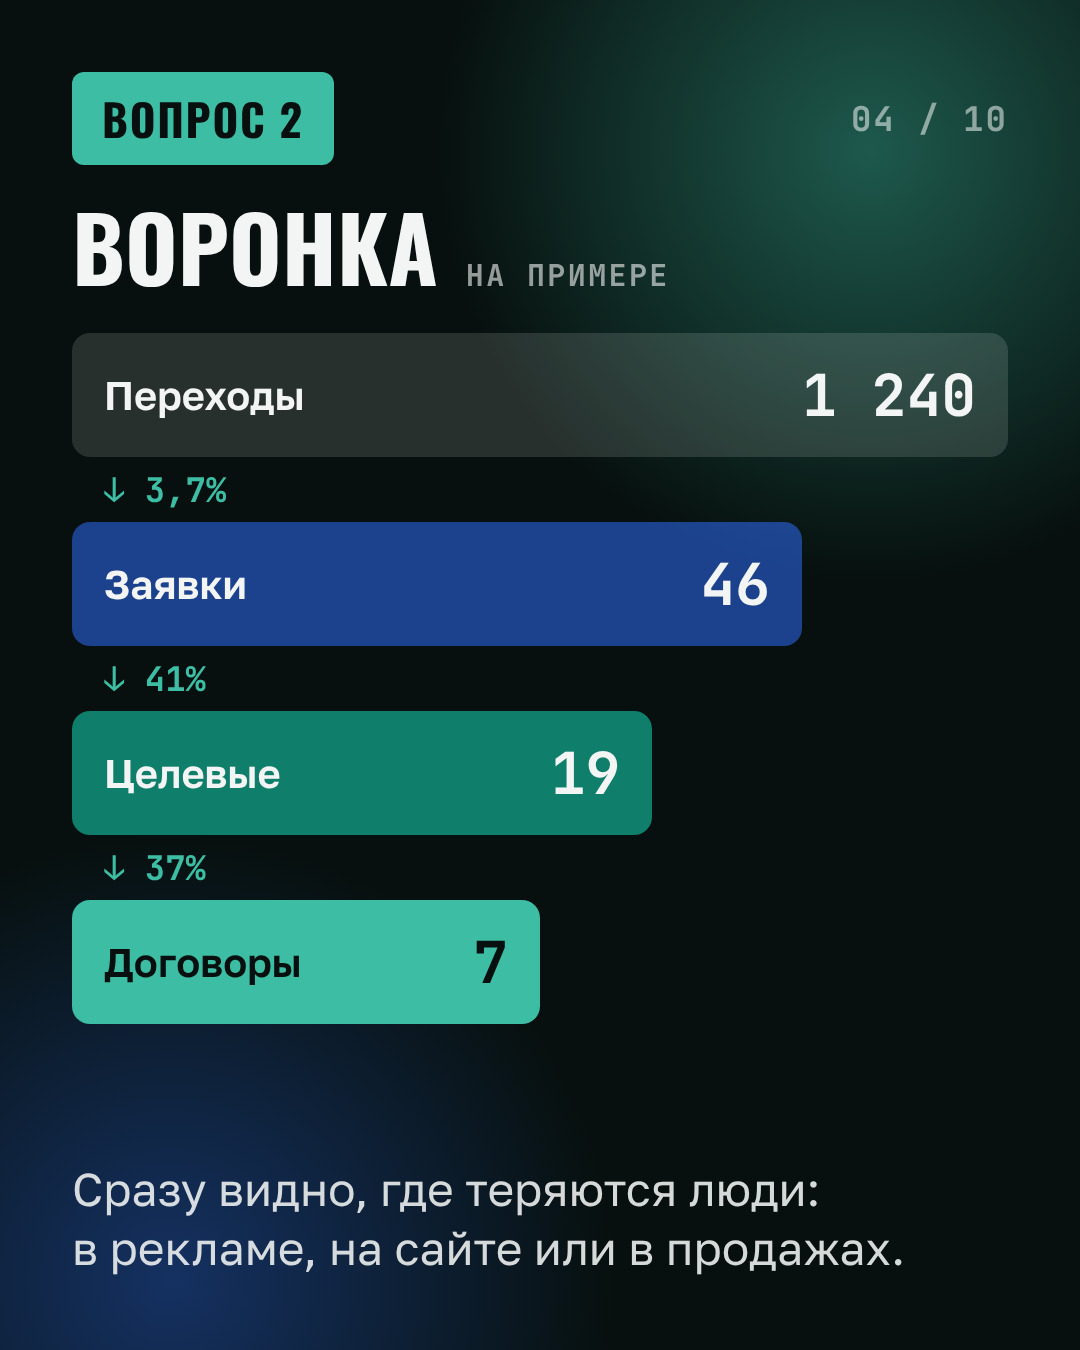 ВОПРОС 2
04 / 10
ВОРОНКА НА ПРИМЕРЕ
Переходы 1 240
↓ 3,7%
Заявки 46
↓ 41%
Целевые 19
↓ 37%
Договоры 7
Сразу видно, где теряются люди:
в рекламе, на сайте или в продажах.